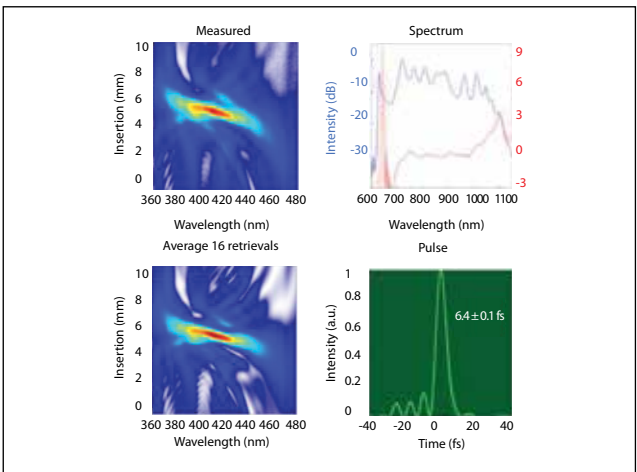 Measured
Insertion (mm)
10
8
6
4
2
0
360 380 400 420 440 460 480
Wavelength (nm)
Spectrum
Intensity (dB)
0
-10
-20
-30
9
6
3
0
-3
600 700 800 900 1000 1100
Wavelength (nm)
Average 16 retrievals
Insertion (mm)
10
8
6
4
2
0
360 380 400 420 440 460 480
Wavelength (nm)
Pulse
Intensity (a.u.)
1
0.8
0.6
0.4
0.2
0
6.4±0.1 fs
-40 -20 0 20 40
Time (fs)